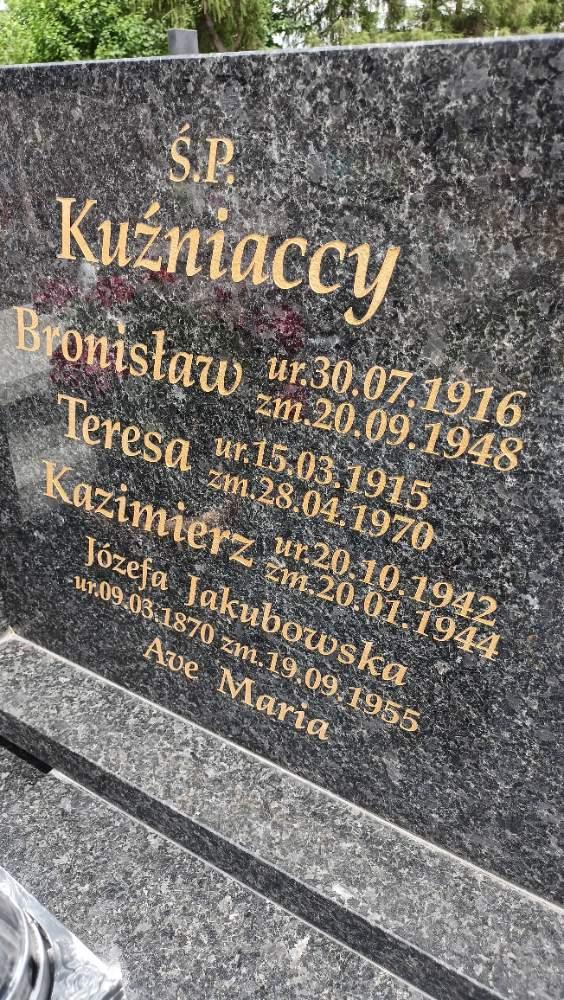 Ś.P.
Kuźniaccy
Bronisław ur.30.07.1916
zm.20.09.1948
Teresa ur.15.03.1915
zm.28.04.1970
Kazimierz ur.20.10.1942
zm.20.01.1944
Józefa Jakubowska
ur.09.03.1870 zm.19.09.1955
Ave Maria